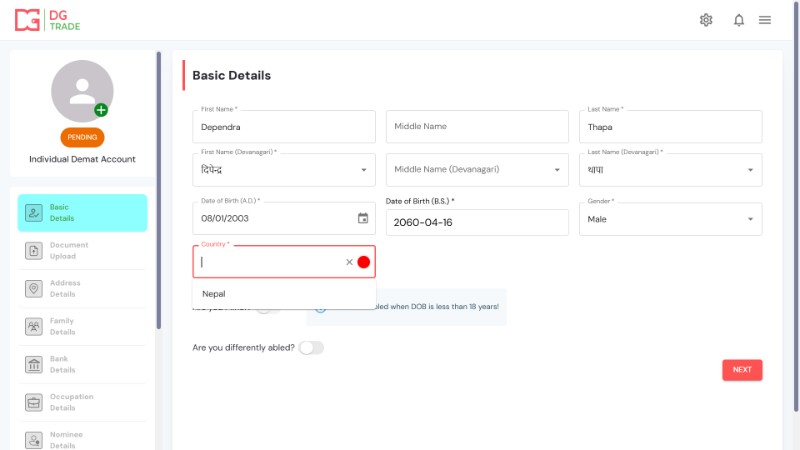 DG
TRADE
PENDING
Individual Demat Account
Basic
Details
Document
Upload
Address
Details
Family
Details
Bank
Details
Occupation
Details
Nominee
Details
Basic Details
First Name *
Dependra
Middle Name
Last Name *
Thapa
First Name (Devanagari) *
दिपेन्द्र
Middle Name (Devanagari)
Last Name (Devanagari) *
थापा
Date of Birth (A.D.) *
08/01/2003
Date of Birth (B.S.) *
2060-04-16
Gender *
Male
Country *
Nepal
when DOB is less than 18 years!
Are you differently abled?
NEXT